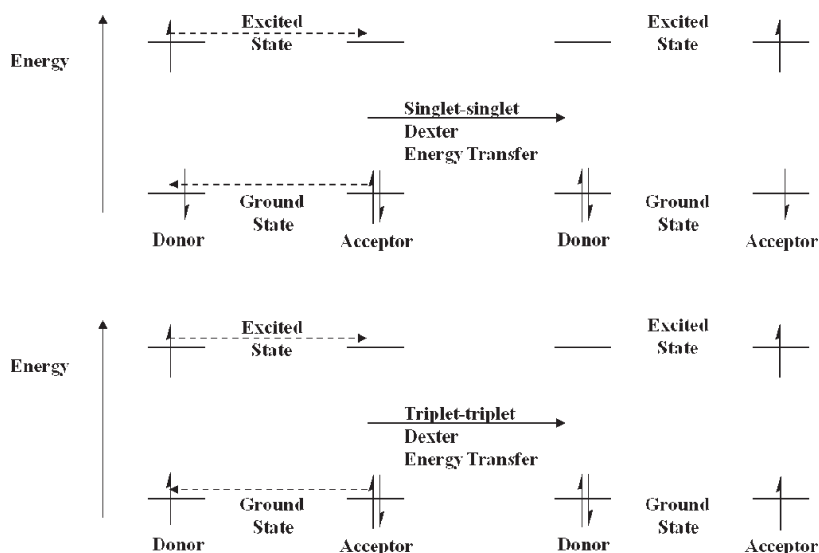 Excited
State
Excited
State
Energy
Singlet-singlet
Dexter
Energy Transfer
Ground
State
Ground
State
Donor
Acceptor
Donor
Acceptor
Excited
State
Excited
State
Energy
Triplet-triplet
Dexter
Energy Transfer
Ground
State
Ground
State
Donor
Acceptor
Donor
Acceptor